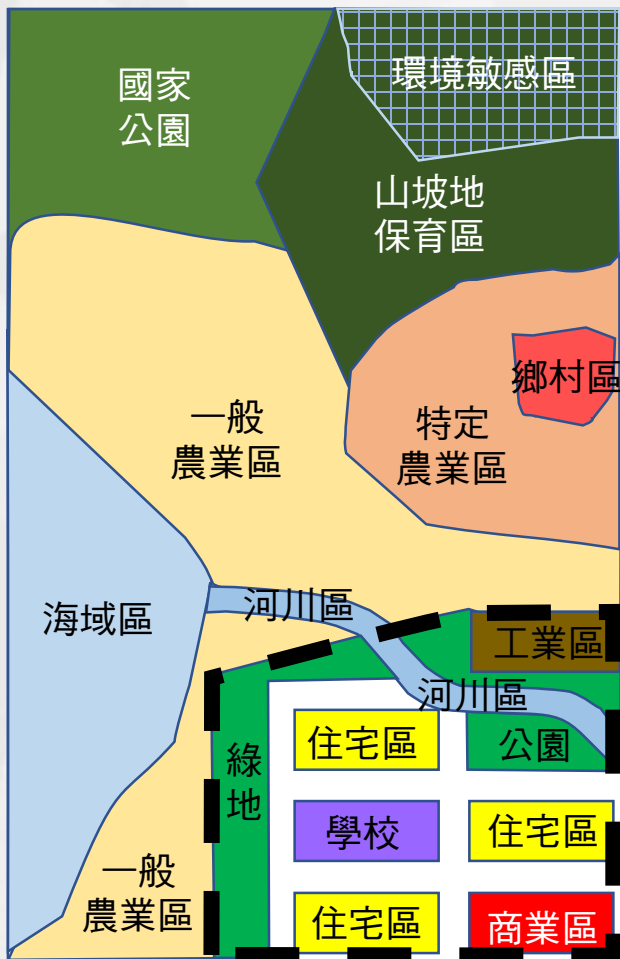 國家
公園
環境敏感區
山坡地
保育區
鄉村區
一般
農業區
特定
農業區
海域區
河川區
工業區
河川區
綠
地
住宅區
公園
學校
住宅區
一般
農業區
住宅區
商業區